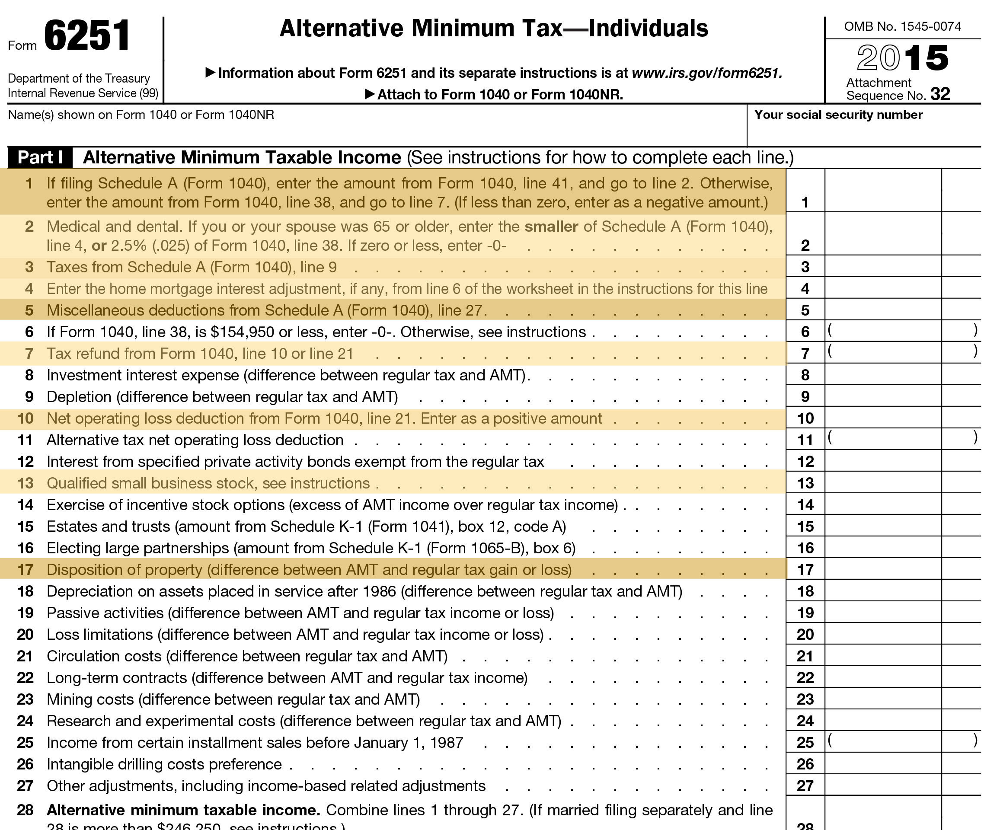 Form 6251
Department of the Treasury
Internal Revenue Service (99)
Alternative Minimum Tax—Individuals
▶ Information about Form 6251 and its separate instructions is at www.irs.gov/form6251.
▶ Attach to Form 1040 or Form 1040NR.
OMB No. 1545-0074
2015
Attachment
Sequence No. 32
Name(s) shown on Form 1040 or Form 1040NR
Your social security number
Part I Alternative Minimum Taxable Income (See instructions for how to complete each line.)
1 If filing Schedule A (Form 1040), enter the amount from Form 1040, line 41, and go to line 2. Otherwise,
enter the amount from Form 1040, line 38, and go to line 7. (If less than zero, enter as a negative amount.) 1
2 Medical and dental. If you or your spouse was 65 or older, enter the smaller of Schedule A (Form 1040),
line 4, or 2.5% (.025) of Form 1040, line 38. If zero or less, enter -0- . . . . . . . . . . . . 2
3 Taxes from Schedule A (Form 1040), line 9 . . . . . . . . . . . . . . . . . . . . 3
4 Enter the home mortgage interest adjustment, if any, from line 6 of the worksheet in the instructions for this line 4
5 Miscellaneous deductions from Schedule A (Form 1040), line 27. . . . . . . . . . . . . . 5
6 If Form 1040, line 38, is $154,950 or less, enter -0-. Otherwise, see instructions . . . . . . . . . 6 ( )
7 Tax refund from Form 1040, line 10 or line 21 . . . . . . . . . . . . . . . . . . . 7 ( )
8 Investment interest expense (difference between regular tax and AMT). . . . . . . . . . . . 8
9 Depletion (difference between regular tax and AMT) . . . . . . . . . . . . . . . . . 9
10 Net operating loss deduction from Form 1040, line 21. Enter as a positive amount . . . . . . . . 10
11 Alternative tax net operating loss deduction . . . . . . . . . . . . . . . . . . . . 11 ( )
12 Interest from specified private activity bonds exempt from the regular tax . . . . . . . . . . 12
13 Qualified small business stock, see instructions . . . . . . . . . . . . . . . . . . . 13
14 Exercise of incentive stock options (excess of AMT income over regular tax income) . . . . . . . . 14
15 Estates and trusts (amount from Schedule K-1 (Form 1041), box 12, code A) . . . . . . . . . 15
16 Electing large partnerships (amount from Schedule K-1 (Form 1065-B), box 6) . . . . . . . . . 16
17 Disposition of property (difference between AMT and regular tax gain or loss) . . . . . . . . . 17
18 Depreciation on assets placed in service after 1986 (difference between regular tax and AMT) . . . . 18
19 Passive activities (difference between AMT and regular tax income or loss) . . . . . . . . . . 19
20 Loss limitations (difference between AMT and regular tax income or loss) . . . . . . . . . . . 20
21 Circulation costs (difference between regular tax and AMT) . . . . . . . . . . . . . . . 21
22 Long-term contracts (difference between AMT and regular tax income) . . . . . . . . . . . 22
23 Mining costs (difference between regular tax and AMT) . . . . . . . . . . . . . . . . 23
24 Research and experimental costs (difference between regular tax and AMT) . . . . . . . . . . 24
25 Income from certain installment sales before January 1, 1987 . . . . . . . . . . . . . . 25 ( )
26 Intangible drilling costs preference . . . . . . . . . . . . . . . . . . . . . . . 26
27 Other adjustments, including income-based related adjustments . . . . . . . . . . . . . 27
28 Alternative minimum taxable income. Combine lines 1 through 27. (If married filing separately and line
28 is more than $246,250, see instructions.) 28